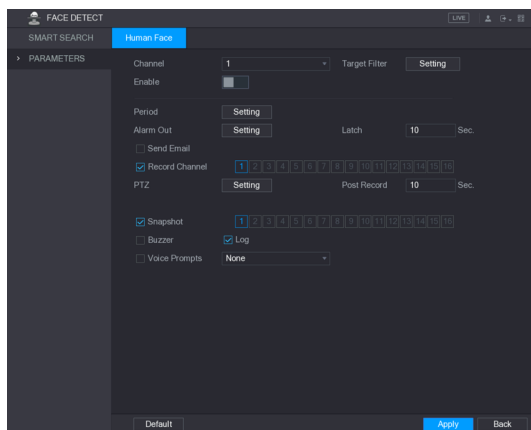 FACE DETECT
LIVE
SMART SEARCH
Human Face
PARAMETERS
Channel 1 Target Filter Setting
Enable
Period Setting
Alarm Out Setting Latch 10 Sec.
Send Email
Record Channel 1 2 3 4 5 6 7 8 9 10 11 12 13 14 15 16
PTZ Setting Post Record 10 Sec.
Snapshot 1 2 3 4 5 6 7 8 9 10 11 12 13 14 15 16
Buzzer Log
Voice Prompts None
Default Apply Back